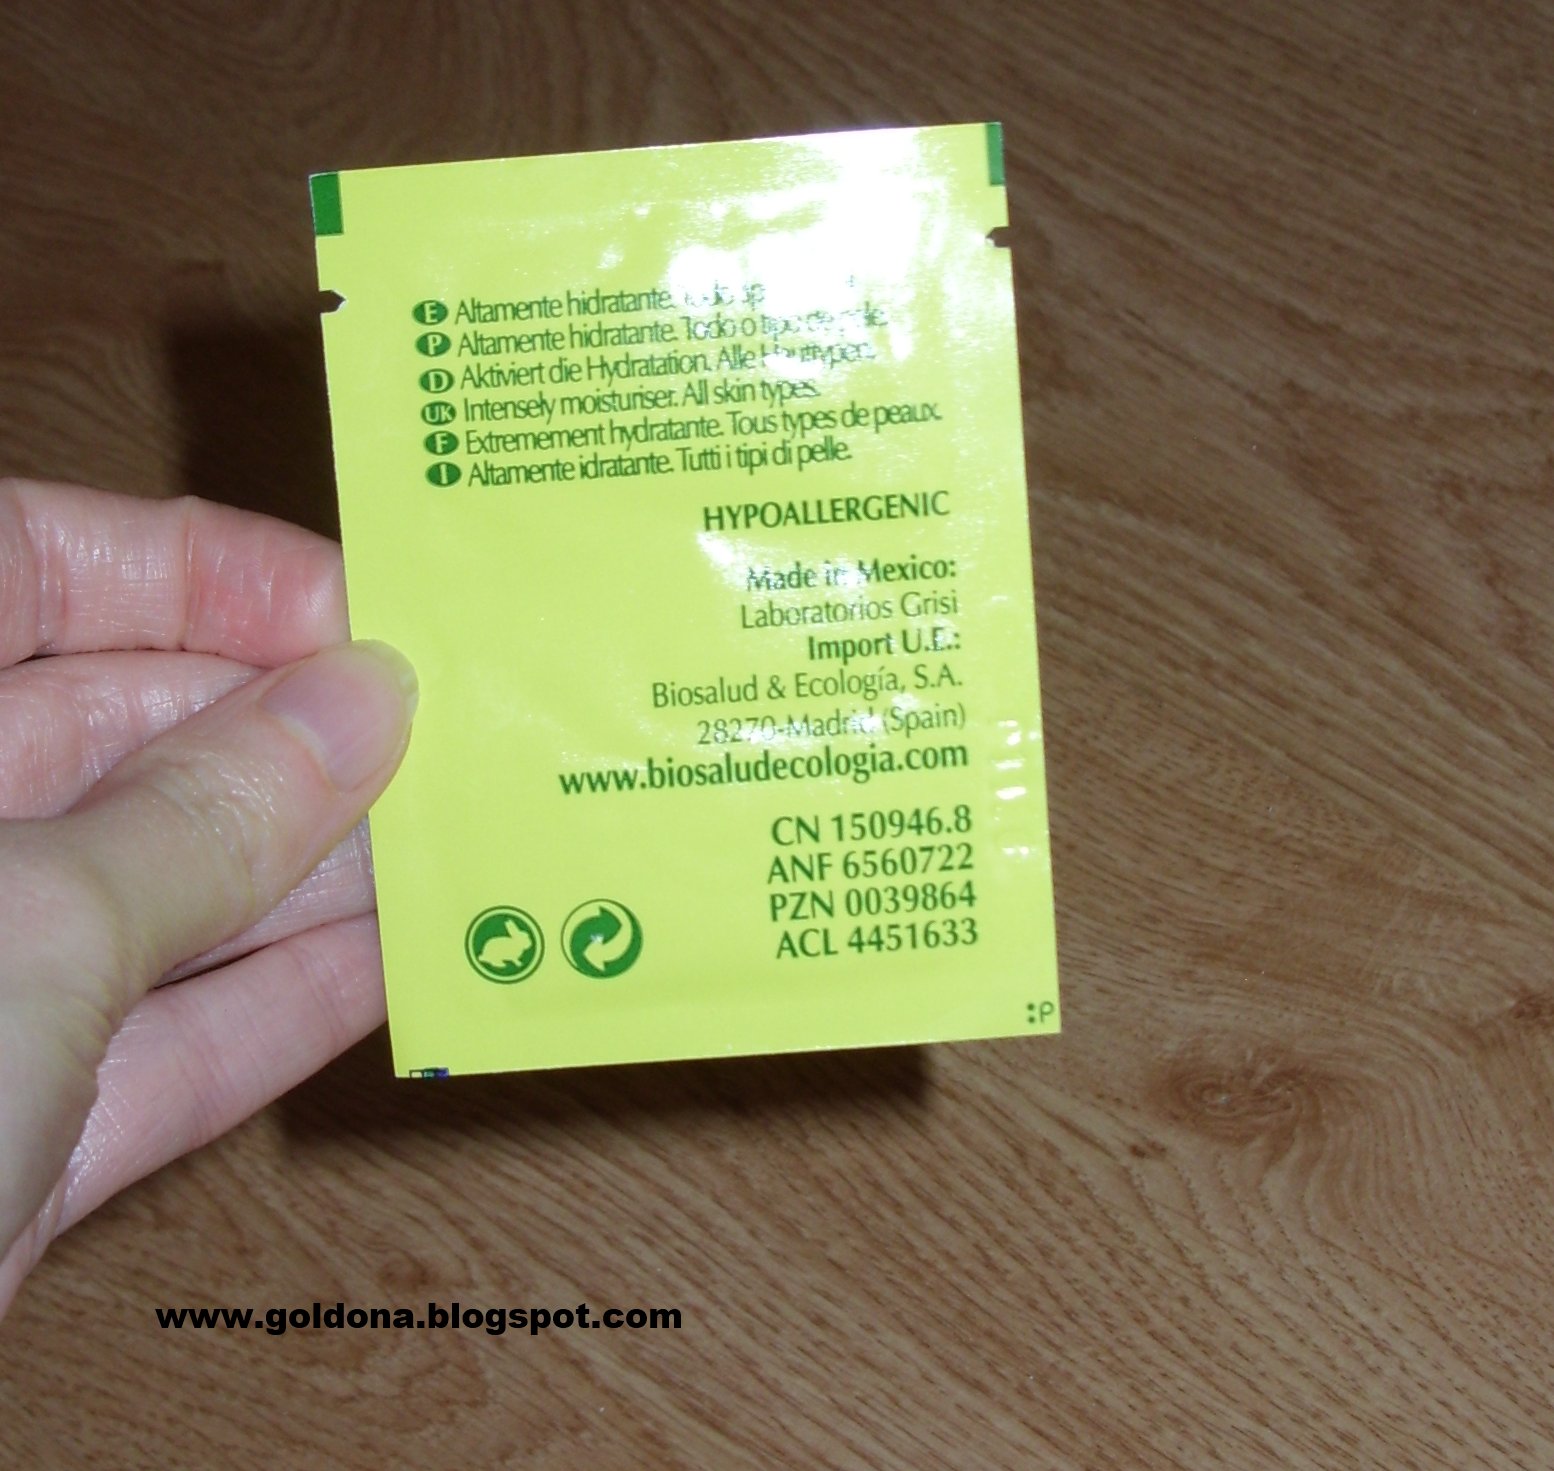 E Altamente hidratante.
P Altamente hidratante. Todo o tipo de pelle.
D Aktiviert die Hydratation. Alle Hauttypen.
UK Intensely moisturiser. All skin types.
F Extremement hydratante. Tous types de peaux.
I Altamente idratante. Tutti i tipi di pelle.
HYPOALLERGENIC
Made in Mexico:
Laboratorios Grisi
Import U.E.:
Biosalud & Ecología, S.A.
28270-Madrid (Spain)
www.biosaludecologia.com
CN 150946.8
ANF 6560722
PZN 0039864
ACL 4451633
:P
www.goldona.blogspot.com